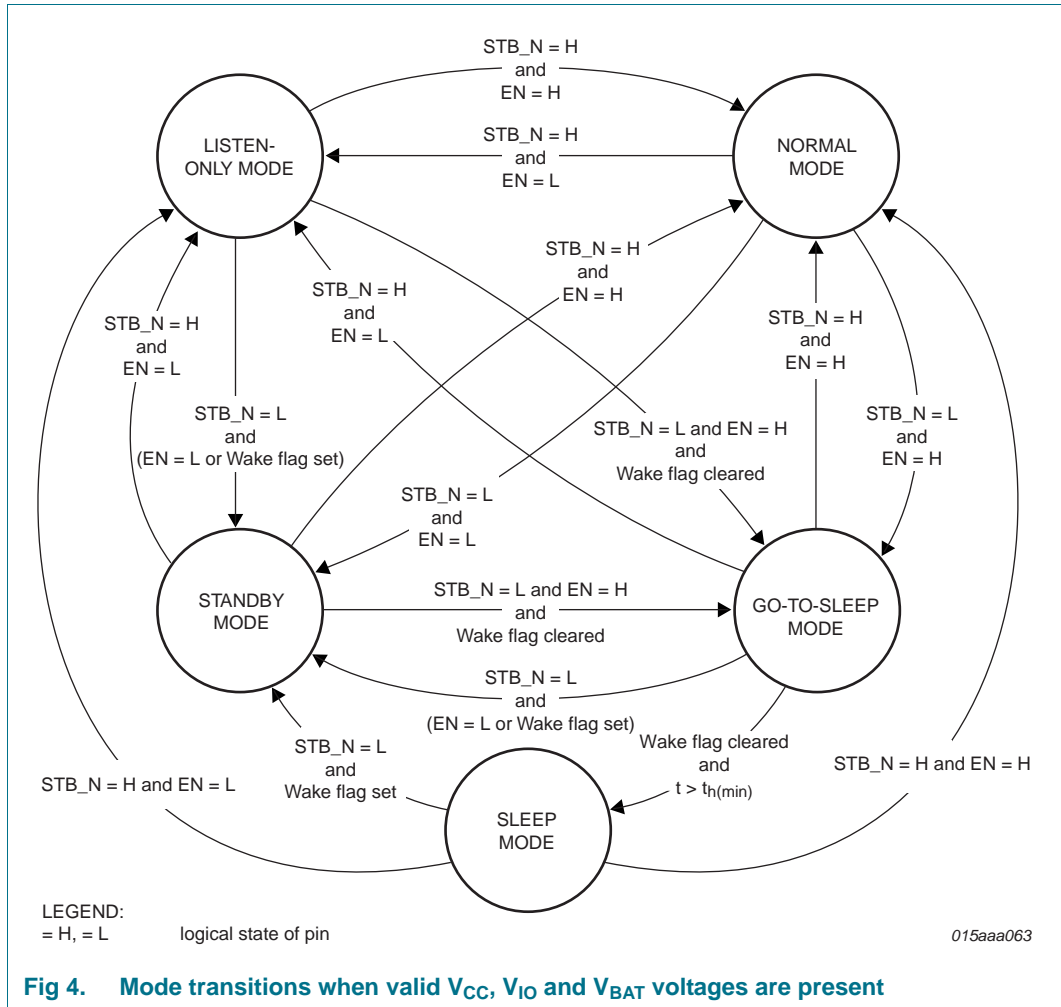 STB_N = H
and
EN = H
LISTEN-
ONLY MODE
STB_N = H
and
EN = L
NORMAL
MODE
STB_N = H
and
EN = H
STB_N = H
and
EN = L
STB_N = H
and
EN = L
STB_N = H
and
EN = H
STB_N = L
and
(EN = L or Wake flag set)
STB_N = L and EN = H
and
Wake flag cleared
STB_N = L
and
EN = H
STB_N = L
and
EN = L
STANDBY
MODE
STB_N = L and EN = H
and
Wake flag cleared
GO-TO-SLEEP
MODE
STB_N = L
and
(EN = L or Wake flag set)
STB_N = L
and
Wake flag set
Wake flag cleared
and
t > th(min)
STB_N = H and EN = L
STB_N = H and EN = H
SLEEP
MODE
LEGEND:
= H, = L logical state of pin
015aaa063
Fig 4. Mode transitions when valid VCC, VIO and VBAT voltages are present